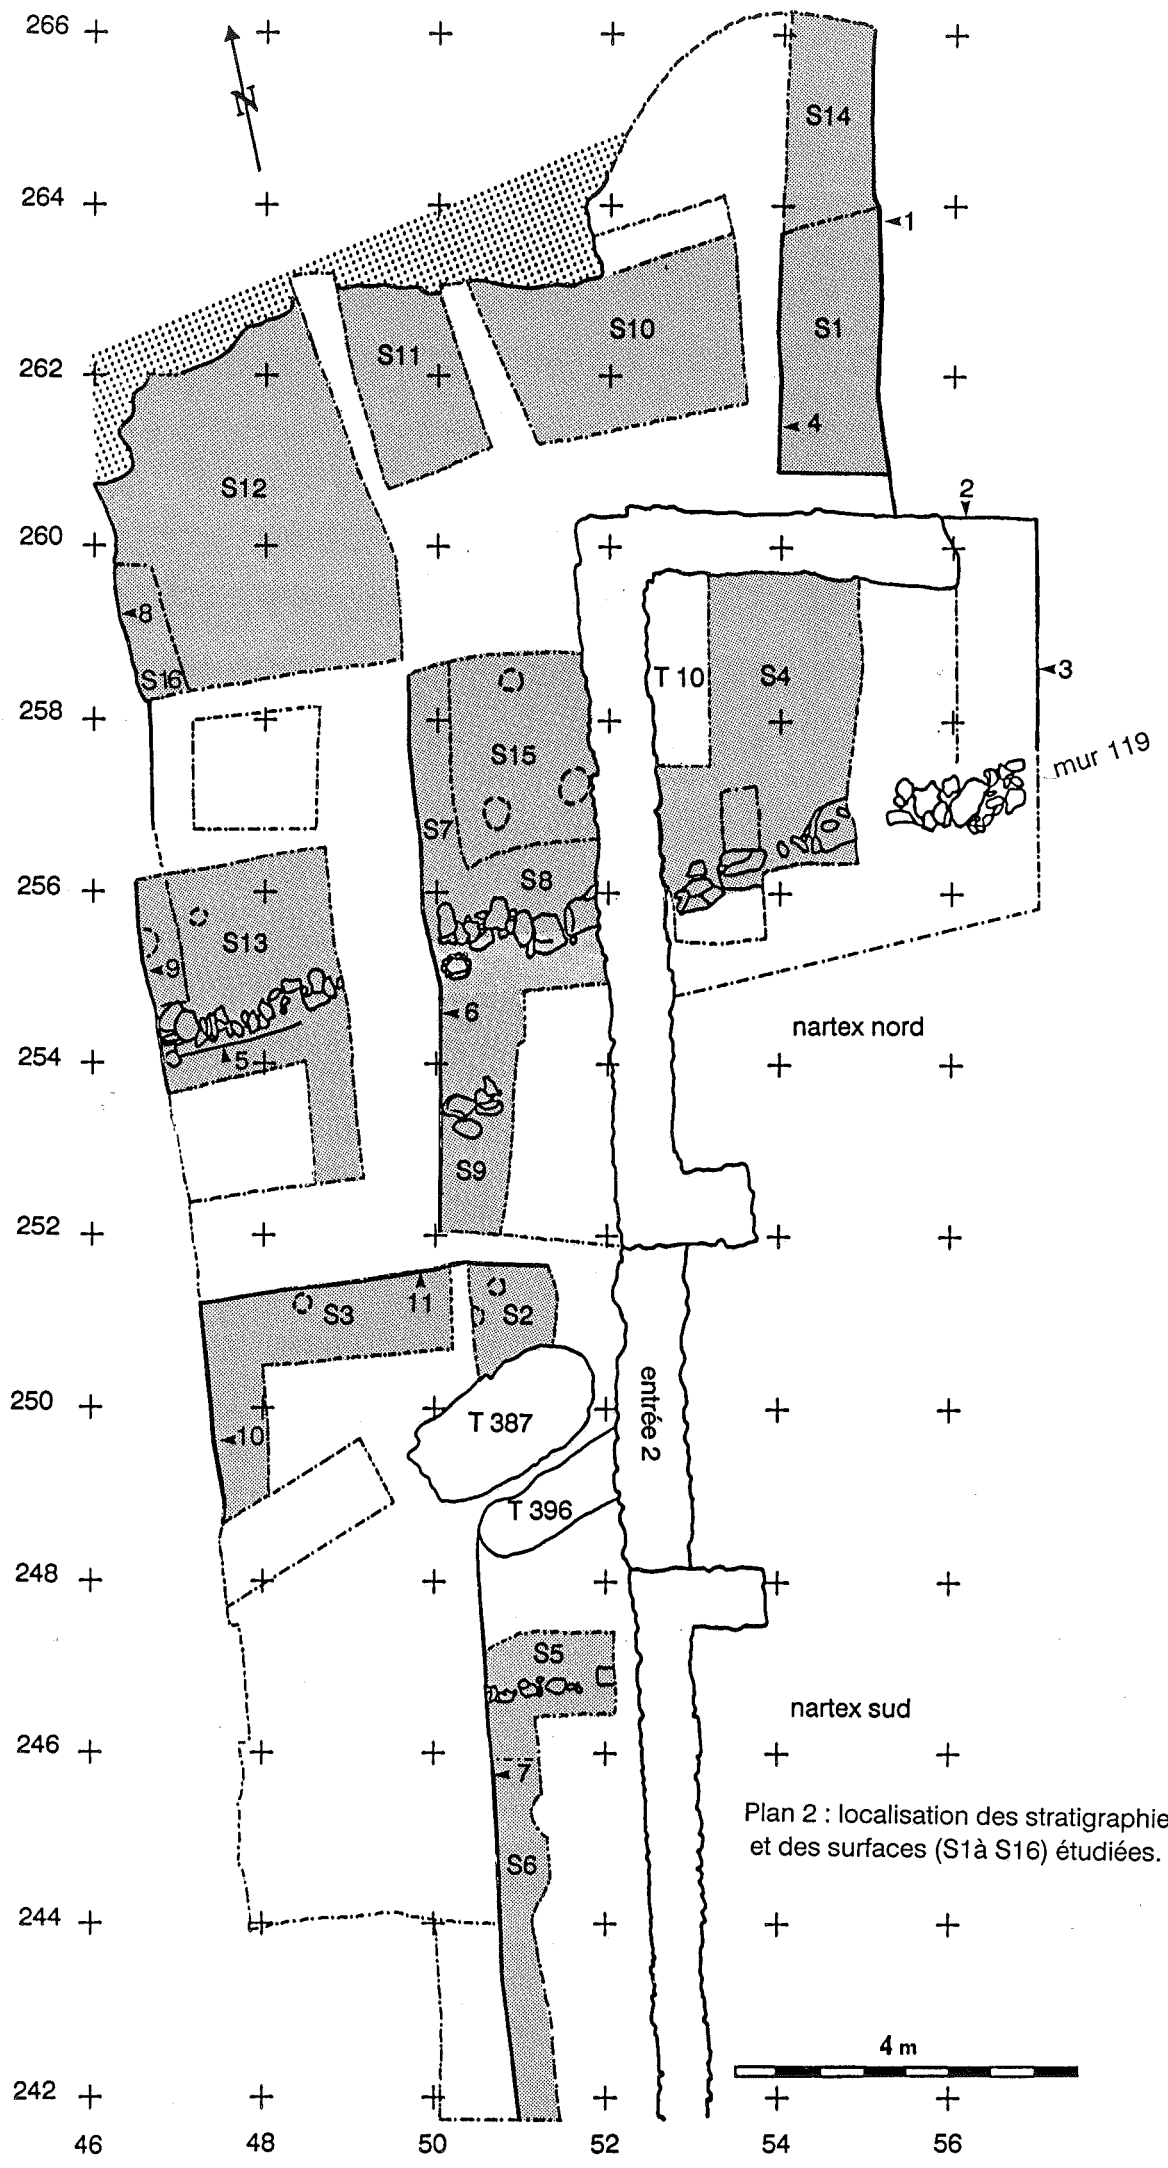 266
N
S14
264
1
S10
S1
S11
262
4
S12
2
260
8
T 10
S4
3
S16
258
S15
mur 119
S7
S8
256
S13
9
6
nartex nord
5
254
S9
252
11
S3
S2
entrée 2
250
T 387
10
T 396
248
S5
nartex sud
246
7
Plan 2 : localisation des stratigraphie
et des surfaces (S1à S16) étudiées.
S6
244
4 m
242
46 48 50 52 54 56